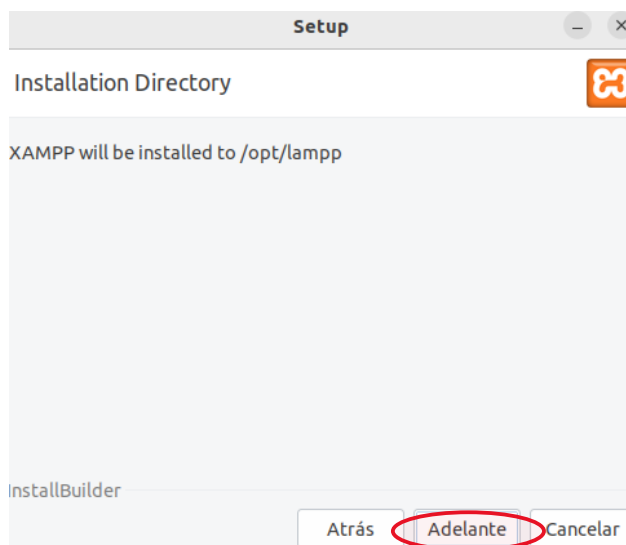 Setup
Installation Directory
XAMPP will be installed to /opt/lampp
InstallBuilder
Atrás Adelante Cancelar